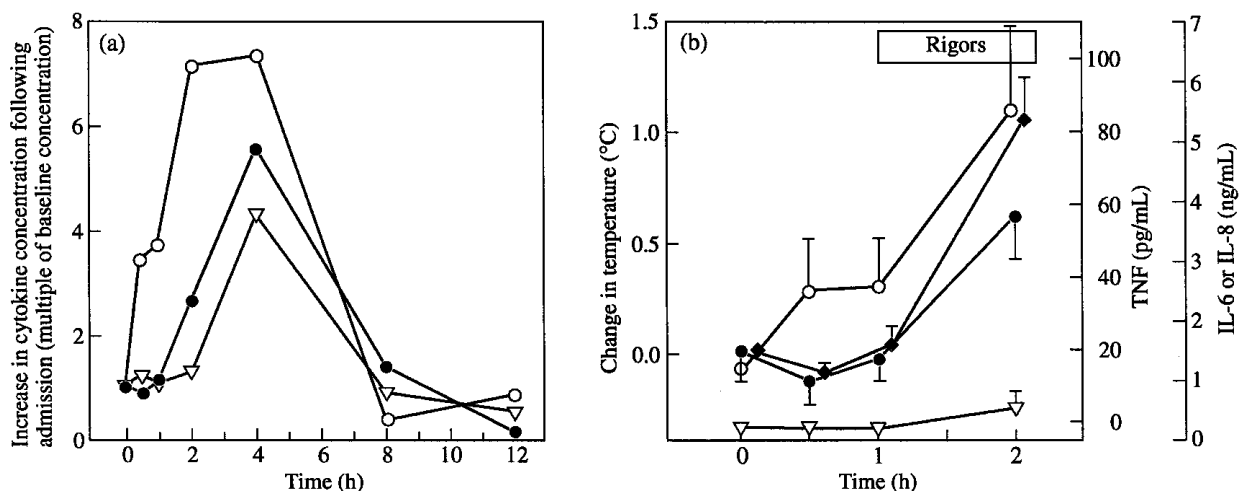 (a)
8
6
4
2
0
0 2 4 6 8 10 12
Time (h)
Increase in cytokine concentration following
admission (multiple of baseline concentration)
(b)
Rigors
1.5
1.0
0.5
0.0
Change in temperature (°C)
0 1 2
Time (h)
100
80
60
40
20
0
TNF (pg/mL)
7
6
5
4
3
2
1
0
IL-6 or IL-8 (ng/mL)